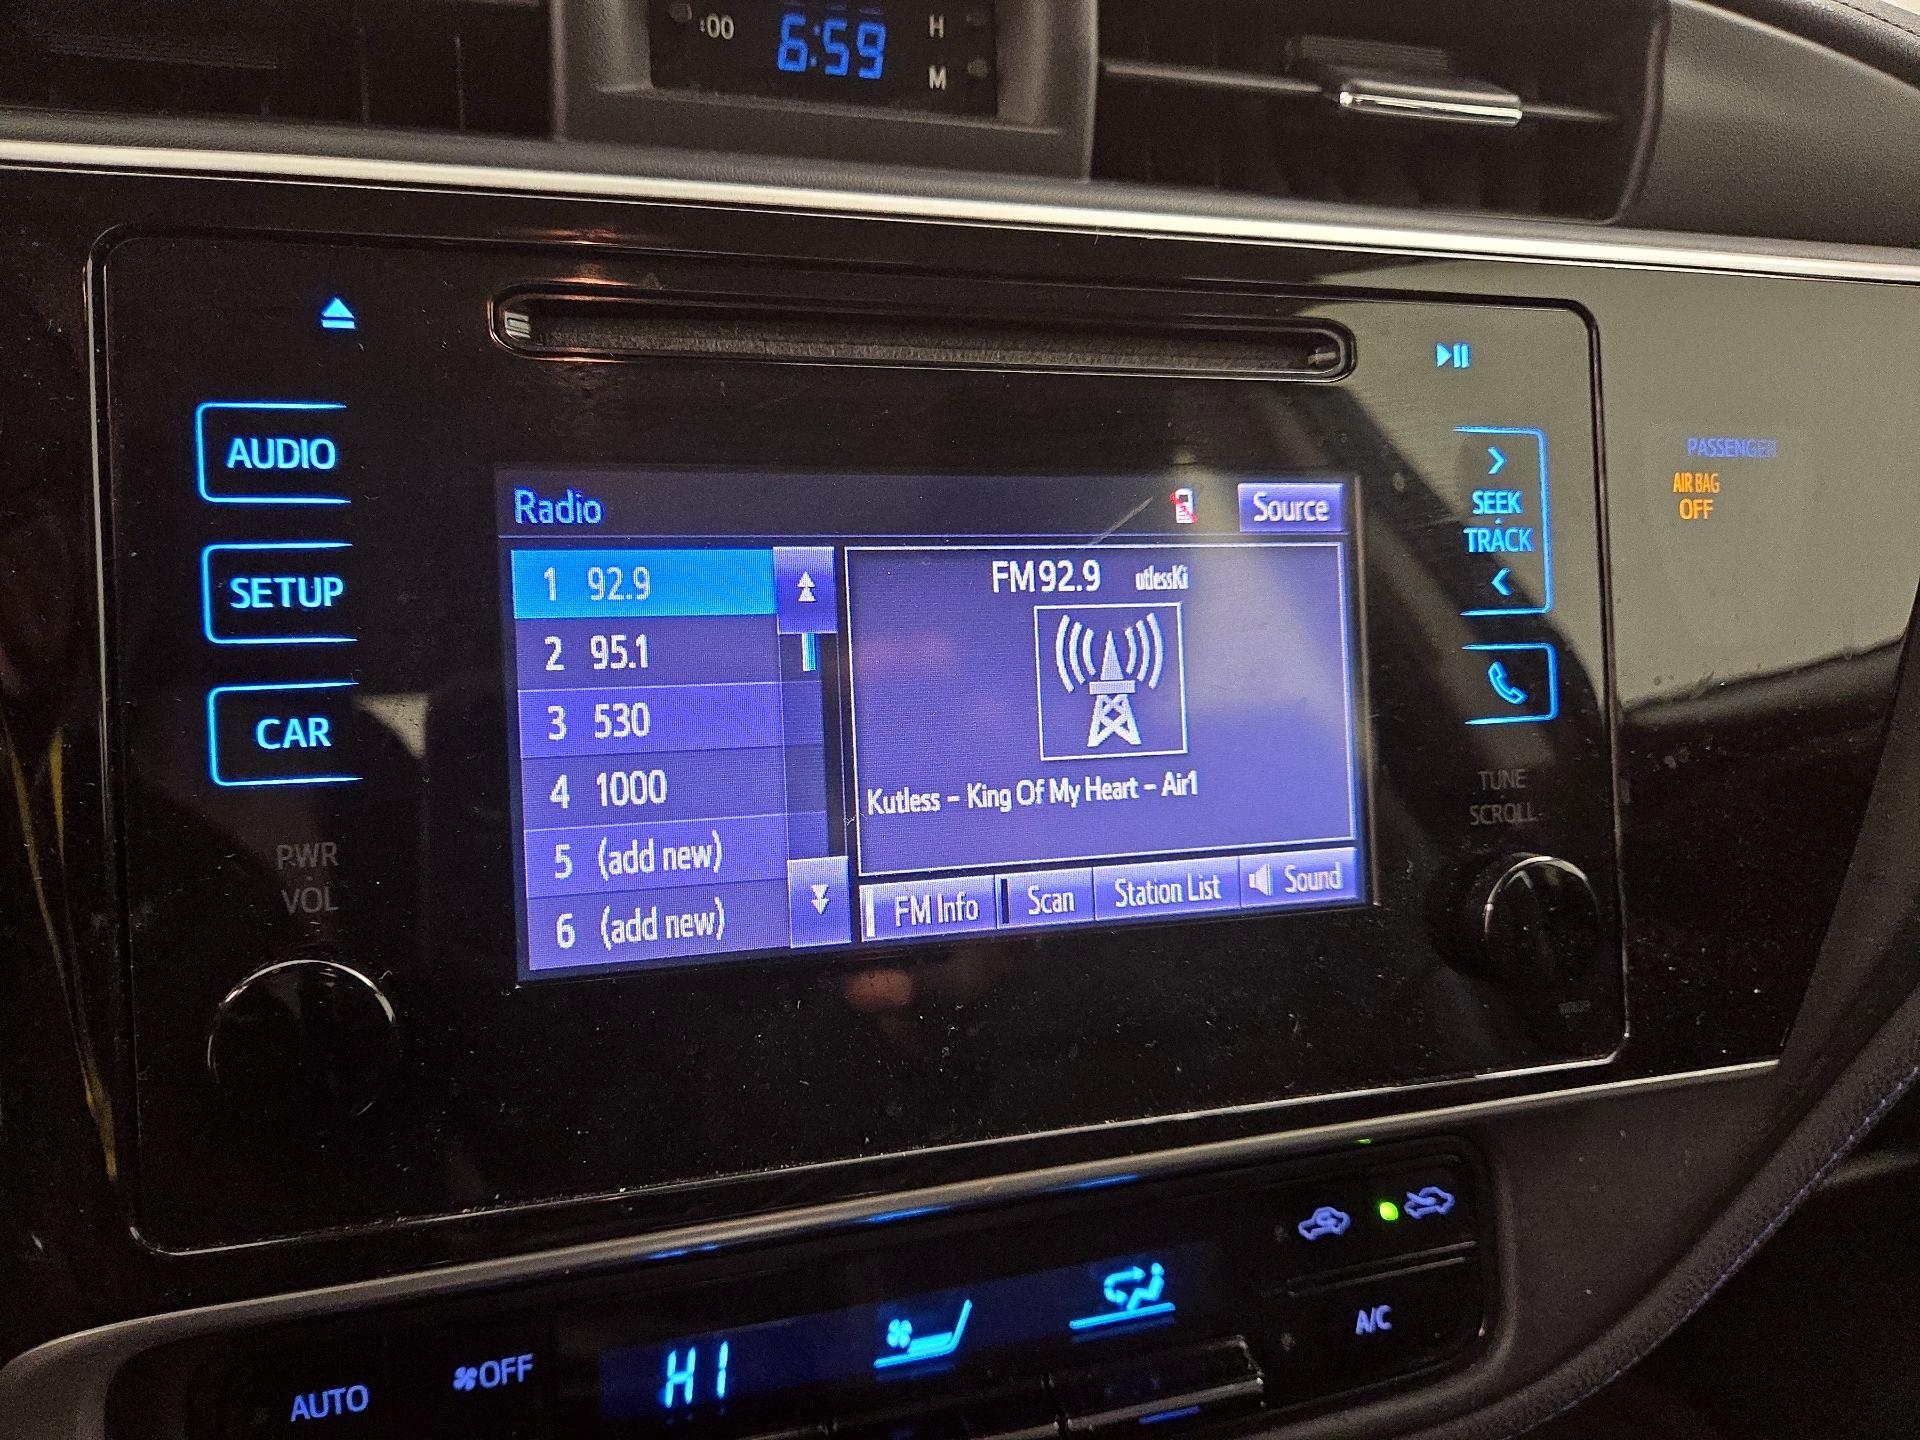 :00 6:59 H
M
AUDIO
SETUP
CAR
PWR
VOL
Radio Source
1 92.9
2 95.1
3 530
4 1000
5 (add new)
6 (add new)
FM 92.9 utlessKi
Kutless - King Of My Heart - Air1
FM Info Scan Station List Sound
> SEEK
TRACK <
TUNE
SCROLL
PASSENGER
AIR BAG
OFF
AUTO OFF HI A/C